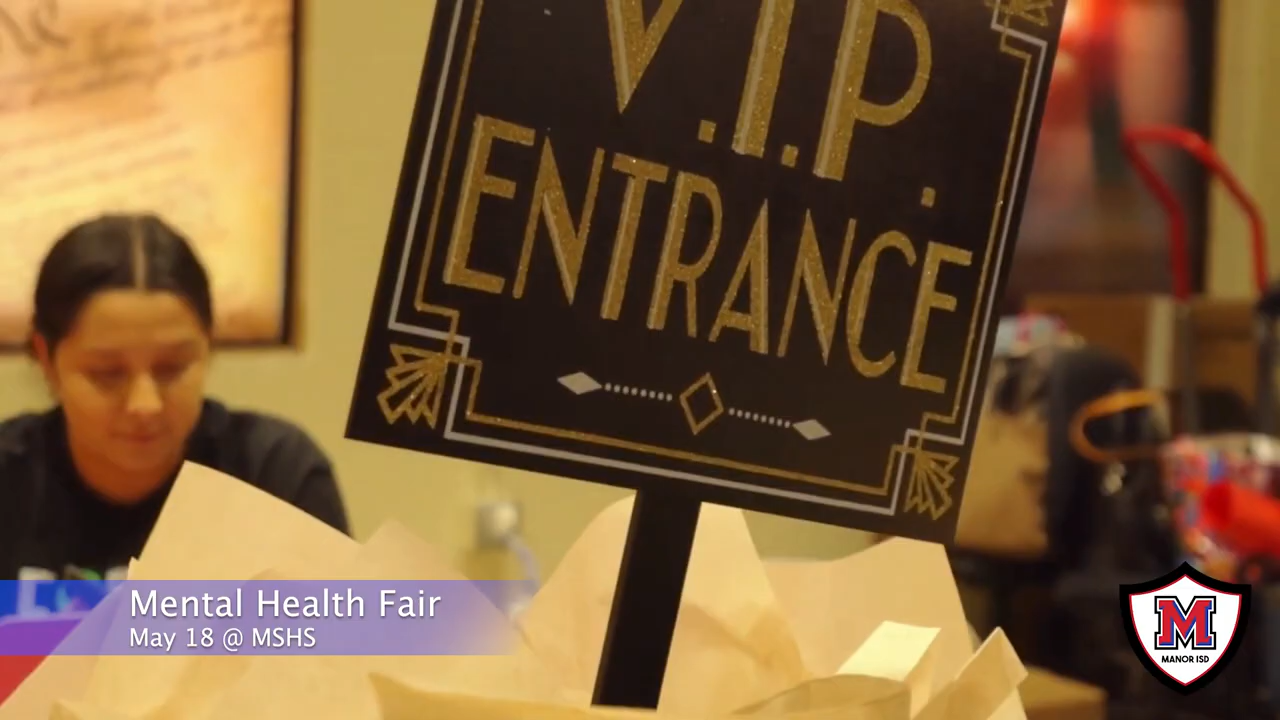 V.I.P.
ENTRANCE
Mental Health Fair
May 18 @ MSHS
M
MANOR ISD